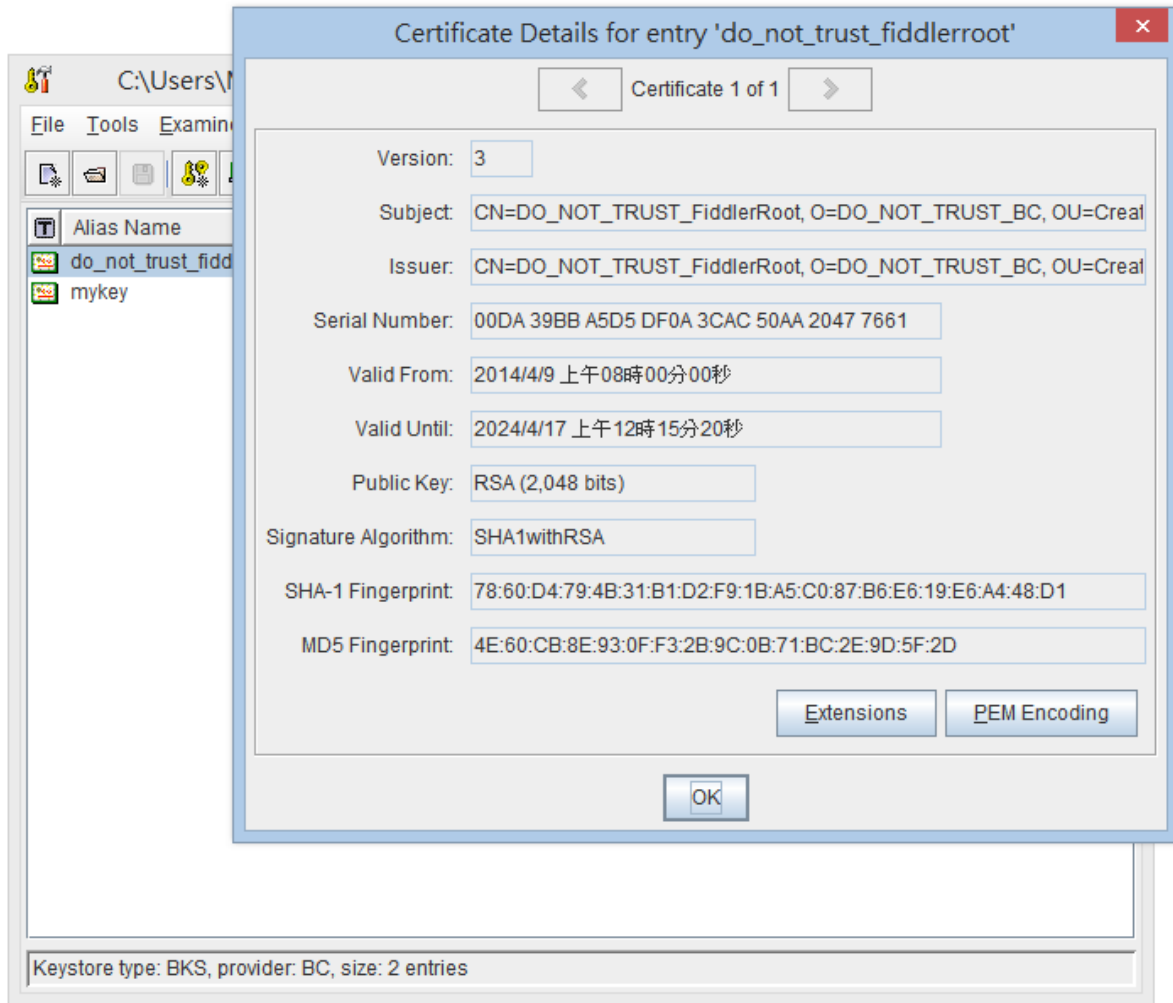 Certificate Details for entry 'do_not_trust_fiddlerroot'
C:\Users\
Certificate 1 of 1
File Tools Examin
Version: 3
Subject: CN=DO_NOT_TRUST_FiddlerRoot, O=DO_NOT_TRUST_BC, OU=Creat
T Alias Name
do_not_trust_fidd
Issuer: CN=DO_NOT_TRUST_FiddlerRoot, O=DO_NOT_TRUST_BC, OU=Creat
mykey
Serial Number: 00DA 39BB A5D5 DF0A 3CAC 50AA 2047 7661
Valid From: 2014/4/9 上午08時00分00秒
Valid Until: 2024/4/17 上午12時15分20秒
Public Key: RSA (2,048 bits)
Signature Algorithm: SHA1withRSA
SHA-1 Fingerprint: 78:60:D4:79:4B:31:B1:D2:F9:1B:A5:C0:87:B6:E6:19:E6:A4:48:D1
MD5 Fingerprint: 4E:60:CB:8E:93:0F:F3:2B:9C:0B:71:BC:2E:9D:5F:2D
Extensions PEM Encoding
OK
Keystore type: BKS, provider: BC, size: 2 entries